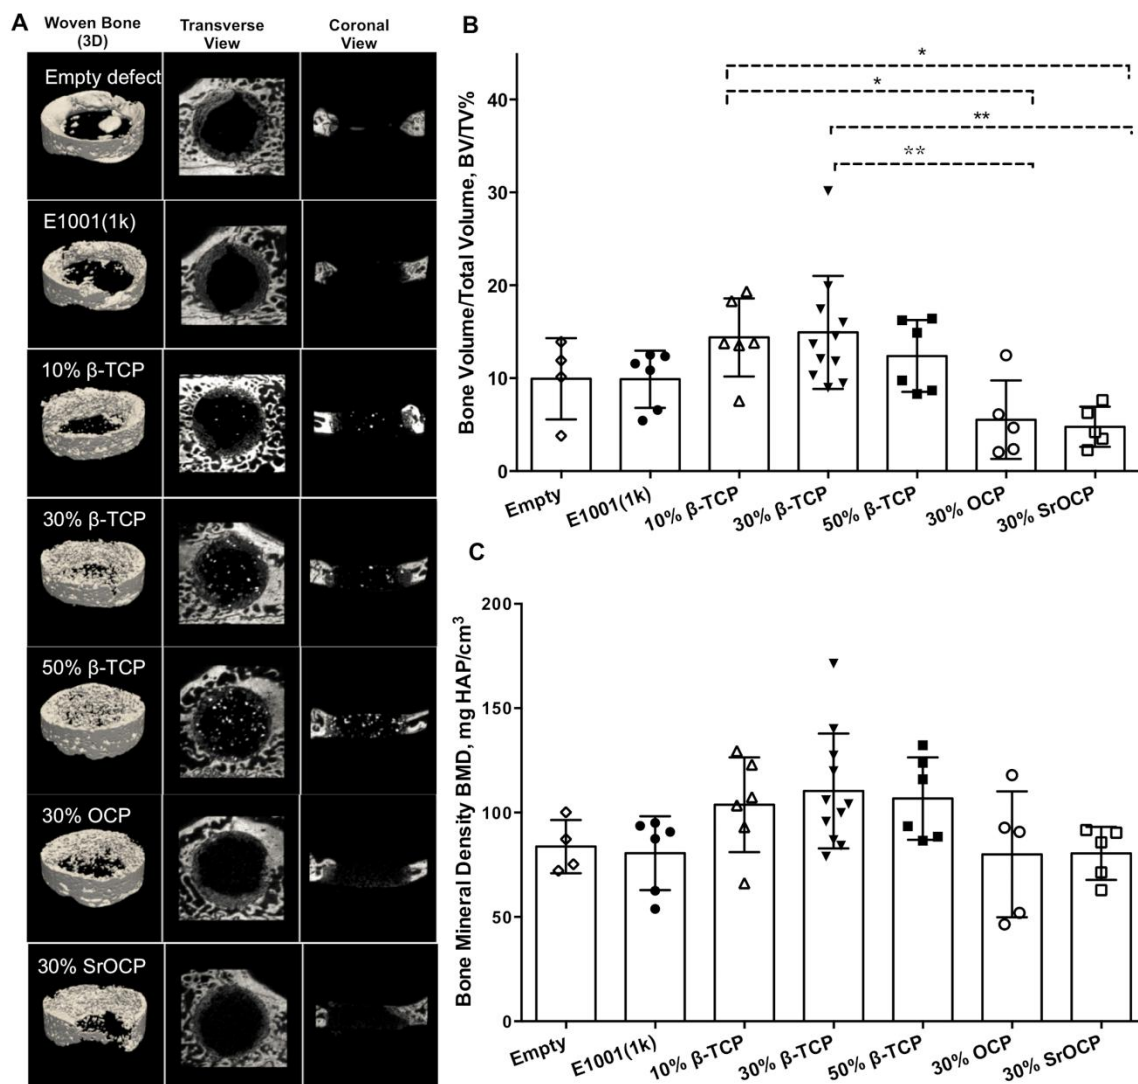 A
Woven Bone
(3D)
Transverse
View
Coronal
View
Empty defect
E1001(1k)
10% β-TCP
30% β-TCP
50% β-TCP
30% OCP
30% SrOCP
B
Bone Volume/Total Volume, BV/TV%
40
30
20
10
0
*
*
**
**
Empty
E1001(1k)
10% β-TCP
30% β-TCP
50% β-TCP
30% OCP
30% SrOCP
C
Bone Mineral Density BMD, mg HAP/cm³
200
150
100
50
0
Empty
E1001(1k)
10% β-TCP
30% β-TCP
50% β-TCP
30% OCP
30% SrOCP